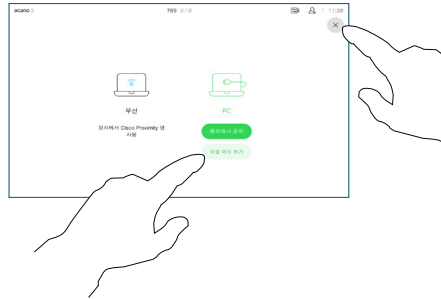 acano
789 0:18
11:28
무선
PC
장치에서 Cisco Proximity 앱
사용
통화에서 공유
로컬 미리 보기